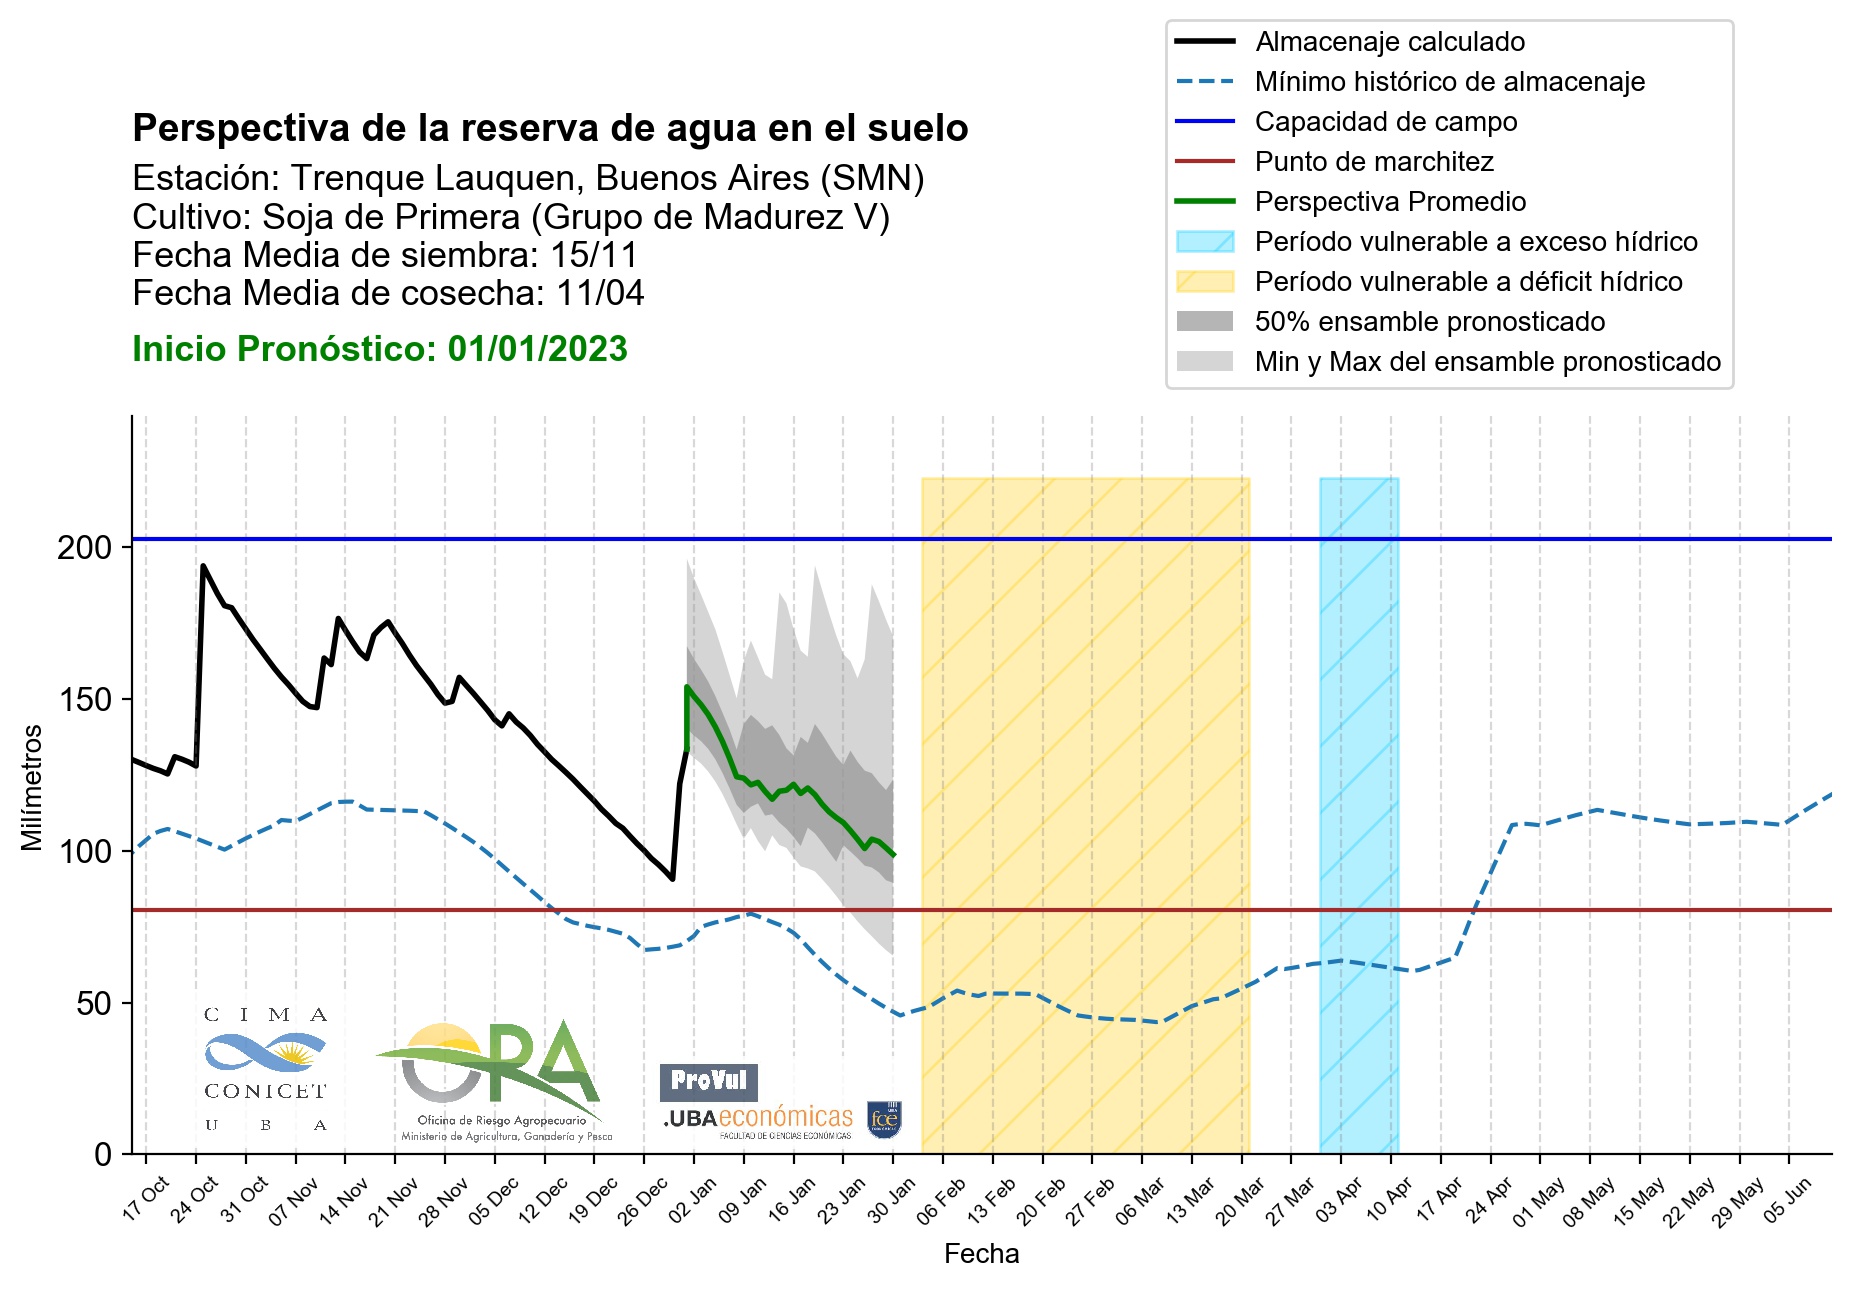 Almacenaje calculado
Mínimo histórico de almacenaje
Capacidad de campo
Punto de marchitez
Perspectiva Promedio
Período vulnerable a exceso hídrico
Período vulnerable a déficit hídrico
50% ensamble pronosticado
Min y Max del ensamble pronosticado
Perspectiva de la reserva de agua en el suelo
Estación: Trenque Lauquen, Buenos Aires (SMN)
Cultivo: Soja de Primera (Grupo de Madurez V)
Fecha Media de siembra: 15/11
Fecha Media de cosecha: 11/04
Inicio Pronóstico: 01/01/2023
200
150
100
50
0
Milímetros
CIMA
CONICET
UBA
ORA
Oficina de Riesgo Agropecuario
Ministerio de Agricultura, Ganadería y Pesca
ProVul
.UBAeconómicas
FACULTAD DE CIENCIAS ECONÓMICAS
UBA
fce
ECONÓMICAS
17 Oct
24 Oct
31 Oct
07 Nov
14 Nov
21 Nov
28 Nov
05 Dec
12 Dec
19 Dec
26 Dec
02 Jan
09 Jan
16 Jan
23 Jan
30 Jan
06 Feb
13 Feb
20 Feb
27 Feb
06 Mar
13 Mar
20 Mar
27 Mar
03 Apr
10 Apr
17 Apr
24 Apr
01 May
08 May
15 May
22 May
29 May
05 Jun
Fecha